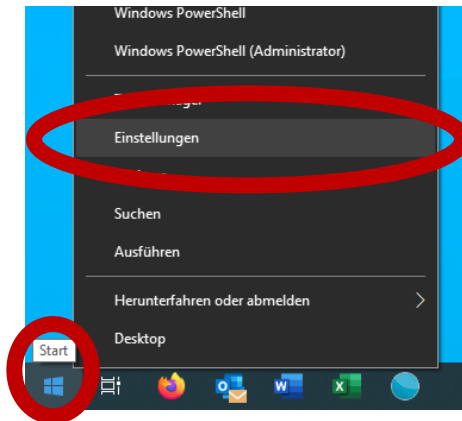 Windows PowerShell
Windows PowerShell (Administrator)
Einstellungen
Suchen
Ausführen
Herunterfahren oder abmelden
Desktop
Start